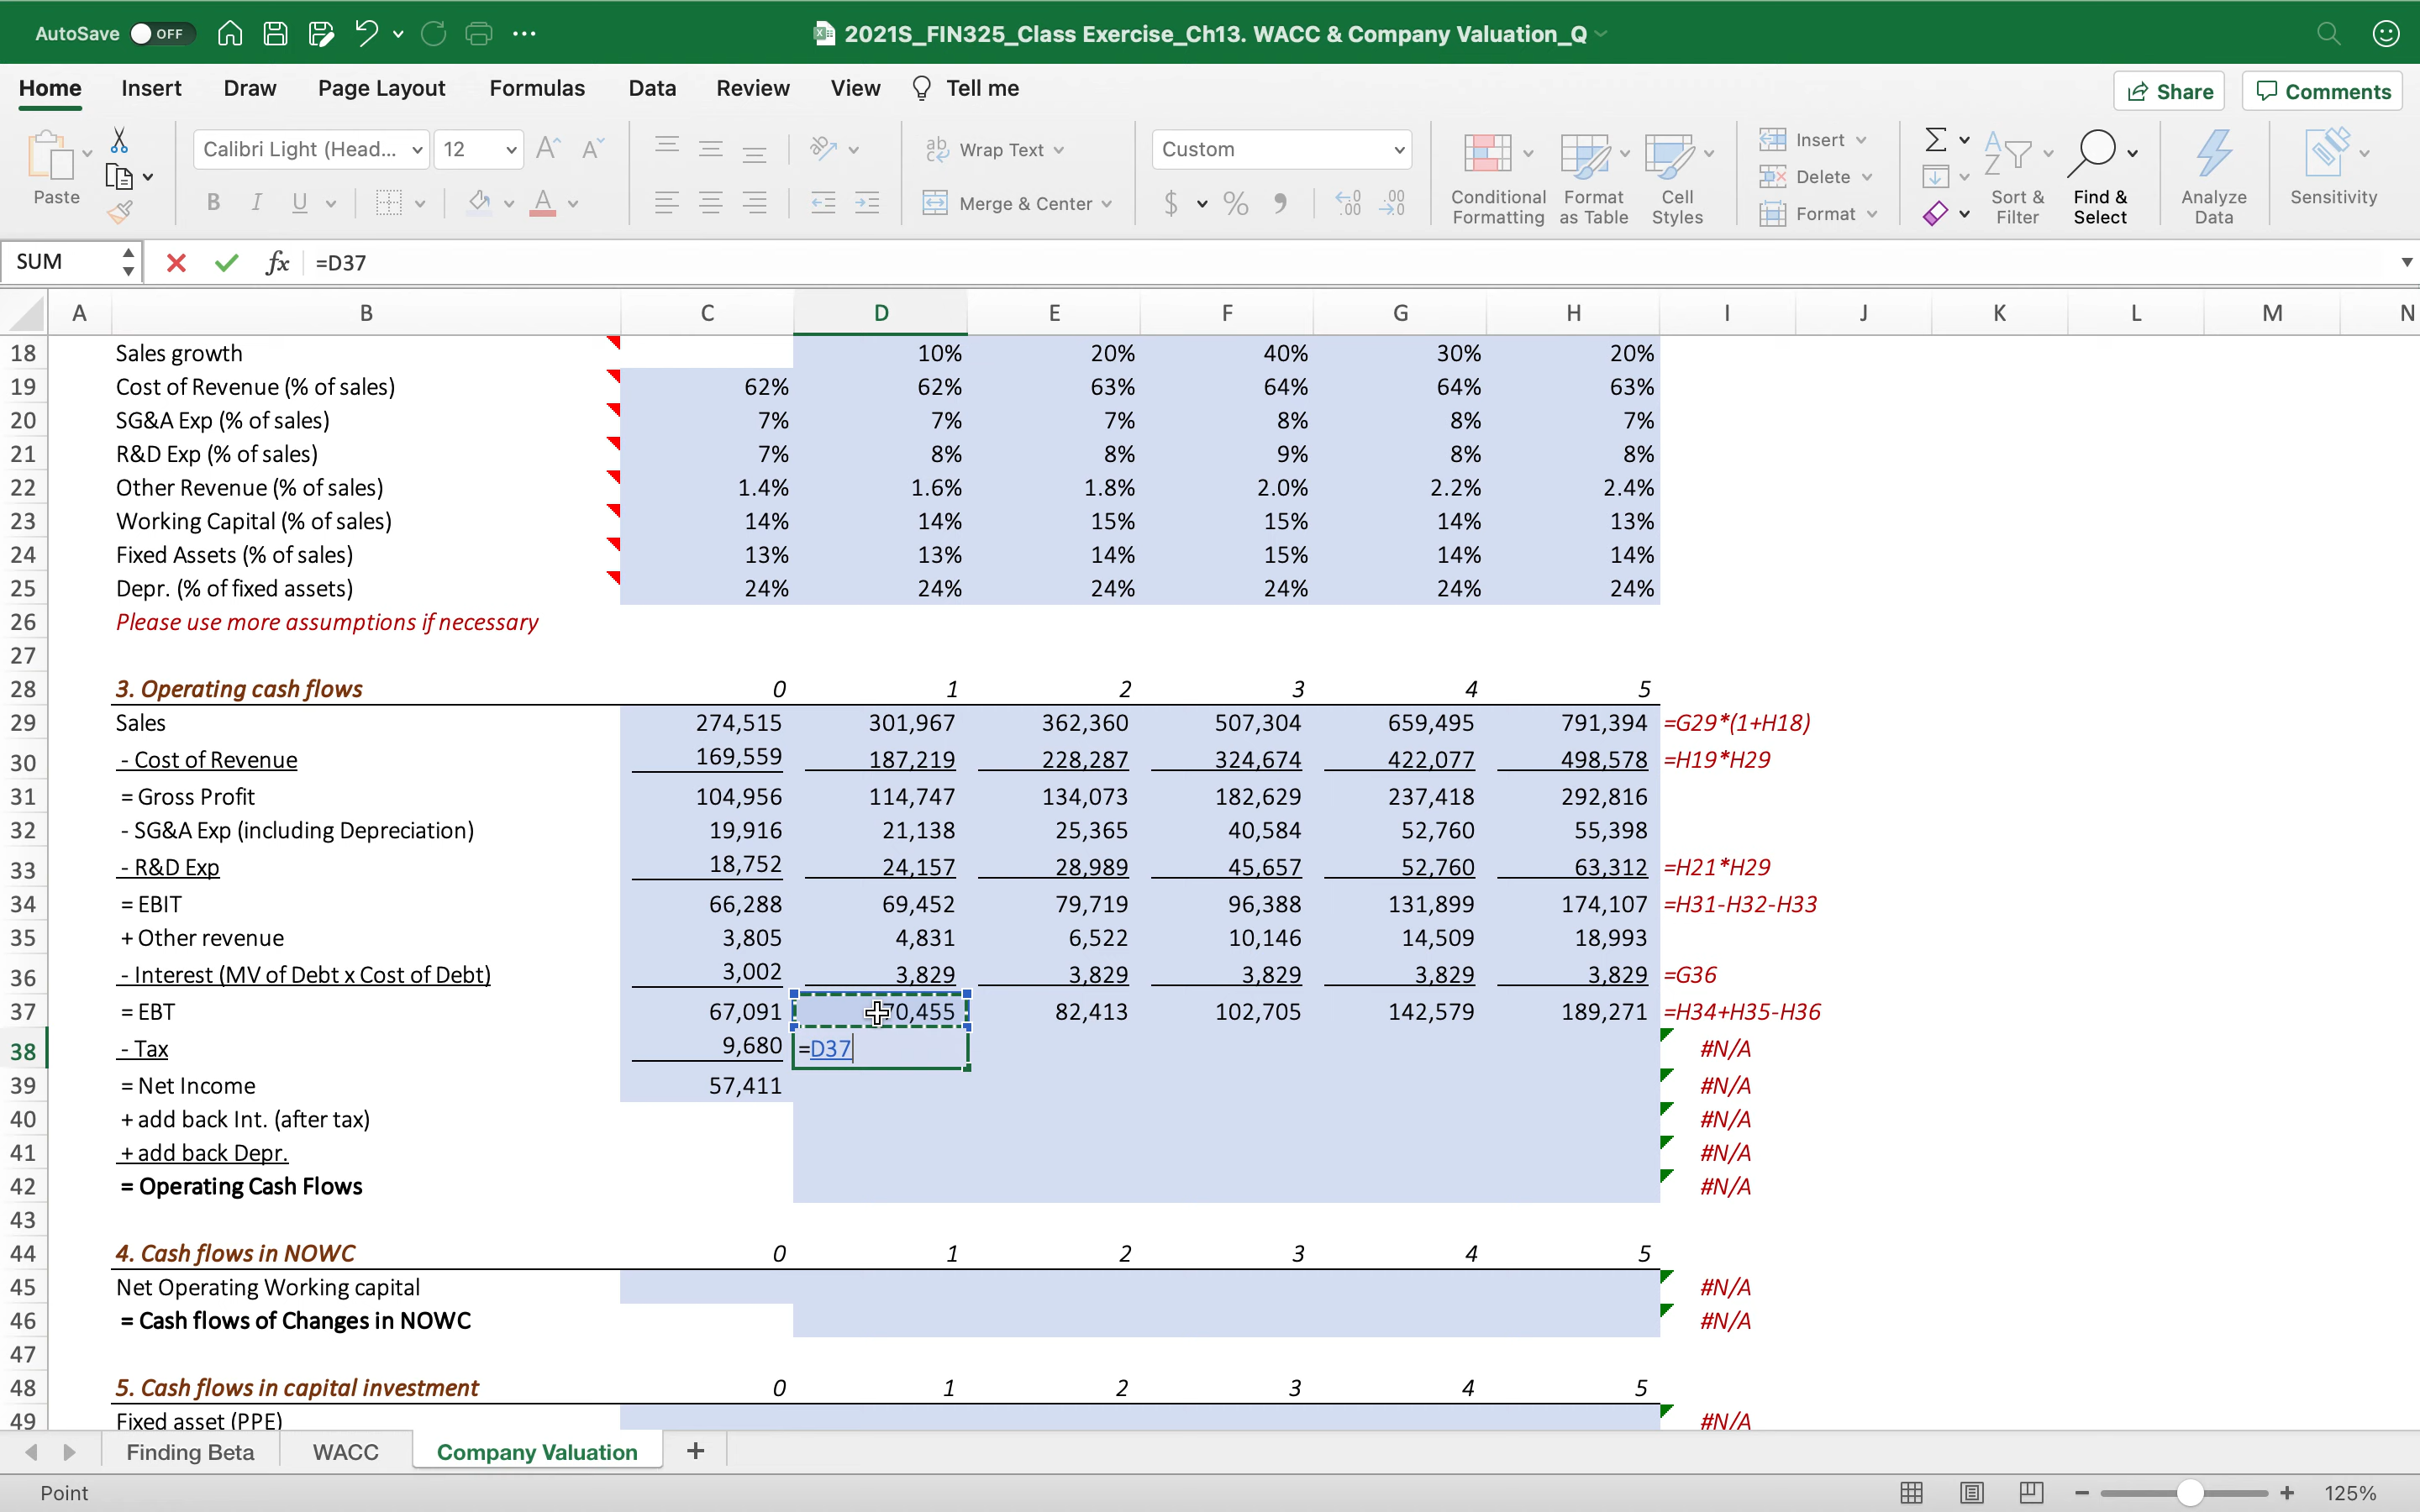 AutoSave OFF 2021S_FIN325_Class Exercise_Ch13. WACC & Company Valuation_Q
Home Insert Draw Page Layout Formulas Data Review View Tell me Share Comments
Paste Calibri Light (Head... 12 A A Wrap Text Custom Insert
B I U A Merge & Center $ % Delete
Conditional Formatting Format as Table Cell Styles Format Sort & Filter Find & Select Analyze Data Sensitivity
SUM fx =D37
A B C D E F G H I J K L M N
18 Sales growth 10% 20% 40% 30% 20%
19 Cost of Revenue (% of sales) 62% 62% 63% 64% 64% 63%
20 SG&A Exp (% of sales) 7% 7% 7% 8% 8% 7%
21 R&D Exp (% of sales) 7% 8% 8% 9% 8% 8%
22 Other Revenue (% of sales) 1.4% 1.6% 1.8% 2.0% 2.2% 2.4%
23 Working Capital (% of sales) 14% 14% 15% 15% 14% 13%
24 Fixed Assets (% of sales) 13% 13% 14% 15% 14% 14%
25 Depr. (% of fixed assets) 24% 24% 24% 24% 24% 24%
26 Please use more assumptions if necessary
27
28 3. Operating cash flows 0 1 2 3 4 5
29 Sales 274,515 301,967 362,360 507,304 659,495 791,394 =G29*(1+H18)
30 - Cost of Revenue 169,559 187,219 228,287 324,674 422,077 498,578 =H19*H29
31 = Gross Profit 104,956 114,747 134,073 182,629 237,418 292,816
32 - SG&A Exp (including Depreciation) 19,916 21,138 25,365 40,584 52,760 55,398
33 - R&D Exp 18,752 24,157 28,989 45,657 52,760 63,312 =H21*H29
34 = EBIT 66,288 69,452 79,719 96,388 131,899 174,107 =H31-H32-H33
35 + Other revenue 3,805 4,831 6,522 10,146 14,509 18,993
36 - Interest (MV of Debt x Cost of Debt) 3,002 3,829 3,829 3,829 3,829 3,829 =G36
37 = EBT 67,091 70,455 82,413 102,705 142,579 189,271 =H34+H35-H36
38 - Tax 9,680 =D37 #N/A
39 = Net Income 57,411 #N/A
40 + add back Int. (after tax) #N/A
41 + add back Depr. #N/A
42 = Operating Cash Flows #N/A
43
44 4. Cash flows in NOWC 0 1 2 3 4 5
45 Net Operating Working capital #N/A
46 = Cash flows of Changes in NOWC #N/A
47
48 5. Cash flows in capital investment 0 1 2 3 4 5
49 Fixed asset (PPE) #N/A
Finding Beta WACC Company Valuation +
Point 125%